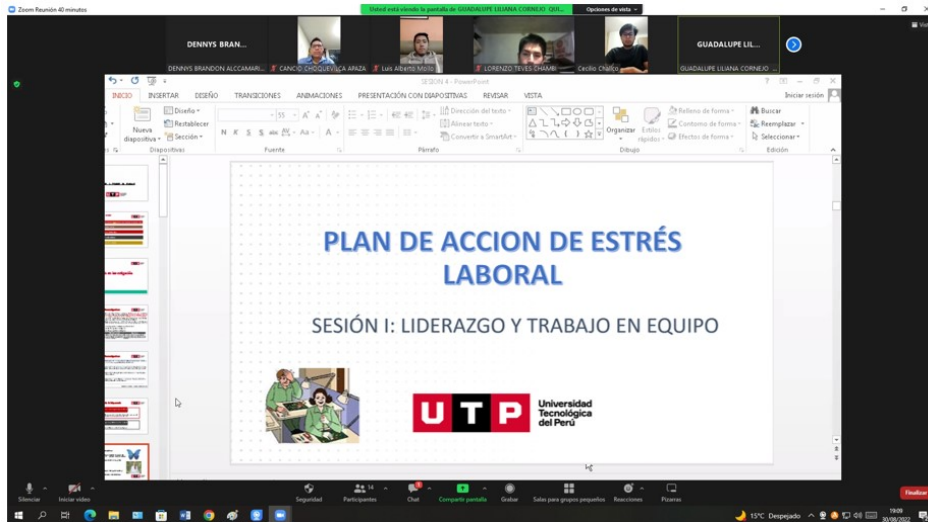 Zoom Reunión 40 minutos
Usted está viendo la pantalla de GUADALUPE LILIANA CORNEJO QUI...
Opciones de vista
DENNYS BRAN...
GUADALUPE LIL...
DENNYS BRANDON ALCCAMARI...
CANCIO CHOQUEVILCA APAZA
Luis Alberto Mollo
LORENZO TEVES CHAMBI
Cecilio Challco
GUADALUPE LILIANA CORNEJO
SESION 4 - PowerPoint
INICIO INSERTAR DISEÑO TRANSICIONES ANIMACIONES PRESENTACIÓN CON DIAPOSITIVAS REVISAR VISTA
Iniciar sesión
Nueva diapositiva
Diseño
Restablecer
Sección
55
N K S S abc AV Aa A
Dirección del texto
Alinear texto
Convertir a SmartArt
Organizar
Estilos rápidos
Relleno de forma
Contorno de forma
Efectos de forma
Buscar
Reemplazar
Seleccionar
Diapositivas
Fuente
Párrafo
Dibujo
Edición
PLAN DE ACCION DE ESTRÉS
LABORAL
SESIÓN I: LIDERAZGO Y TRABAJO EN EQUIPO
UTP
Universidad
Tecnológica
del Perú
Silenciar
Iniciar video
Seguridad
Participantes
14
Chat
Compartir pantalla
Grabar
Salas para grupos pequeños
Reacciones
Pizarras
Finalizar
15°C Despejado
19:09
30/08/2022